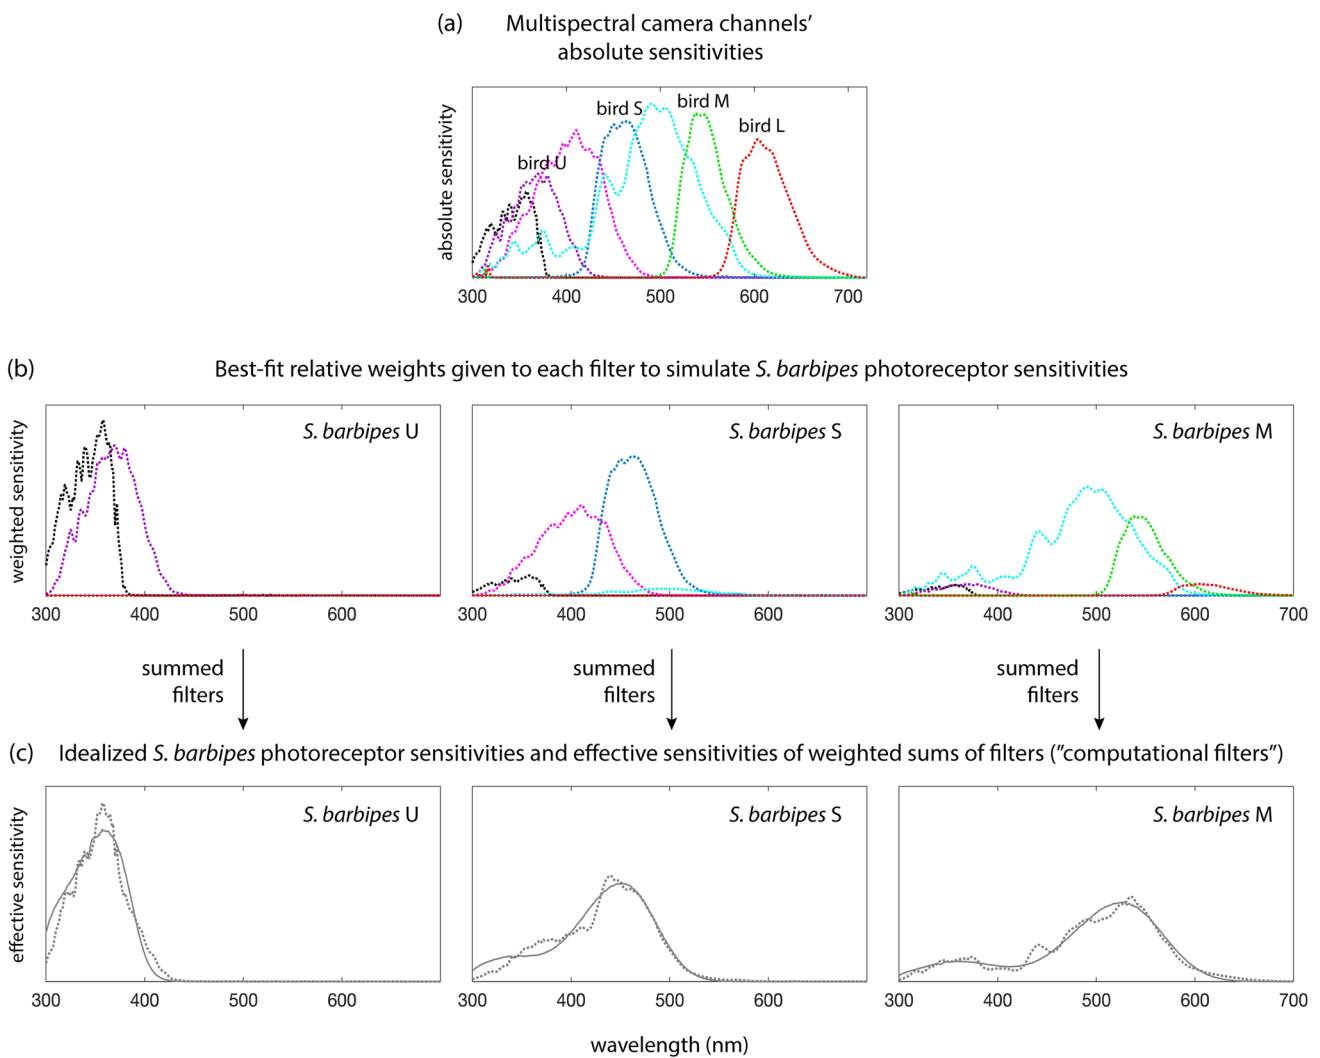 (a) Multispectral camera channels’
absolute sensitivities
absolute sensitivity
bird U
bird S
bird M
bird L
300 400 500 600 700
(b) Best-fit relative weights given to each filter to simulate S. barbipes photoreceptor sensitivities
weighted sensitivity
S. barbipes U
S. barbipes S
S. barbipes M
300 400 500 600
300 400 500 600
300 400 500 600 700
summed
filters
summed
filters
summed
filters
(c) Idealized S. barbipes photoreceptor sensitivities and effective sensitivities of weighted sums of filters (”computational filters”)
effective sensitivity
S. barbipes U
S. barbipes S
S. barbipes M
300 400 500 600
300 400 500 600
300 400 500 600 700
wavelength (nm)